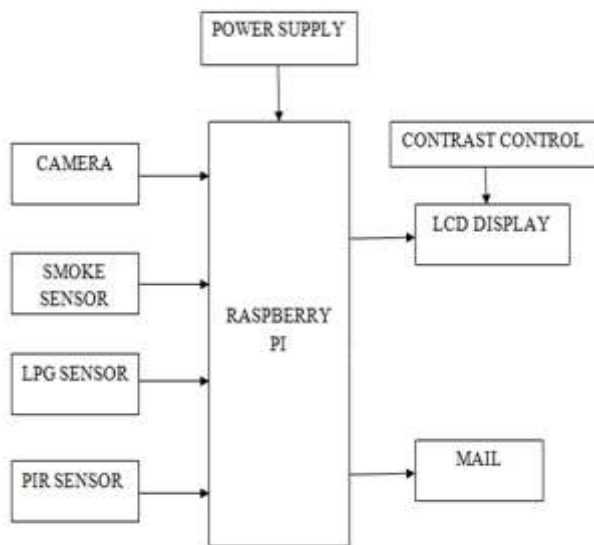 POWER SUPPLY
CONTRAST CONTROL
CAMERA
LCD DISPLAY
SMOKE
SENSOR
RASPBERRY
PI
LPG SENSOR
MAIL
PIR SENSOR